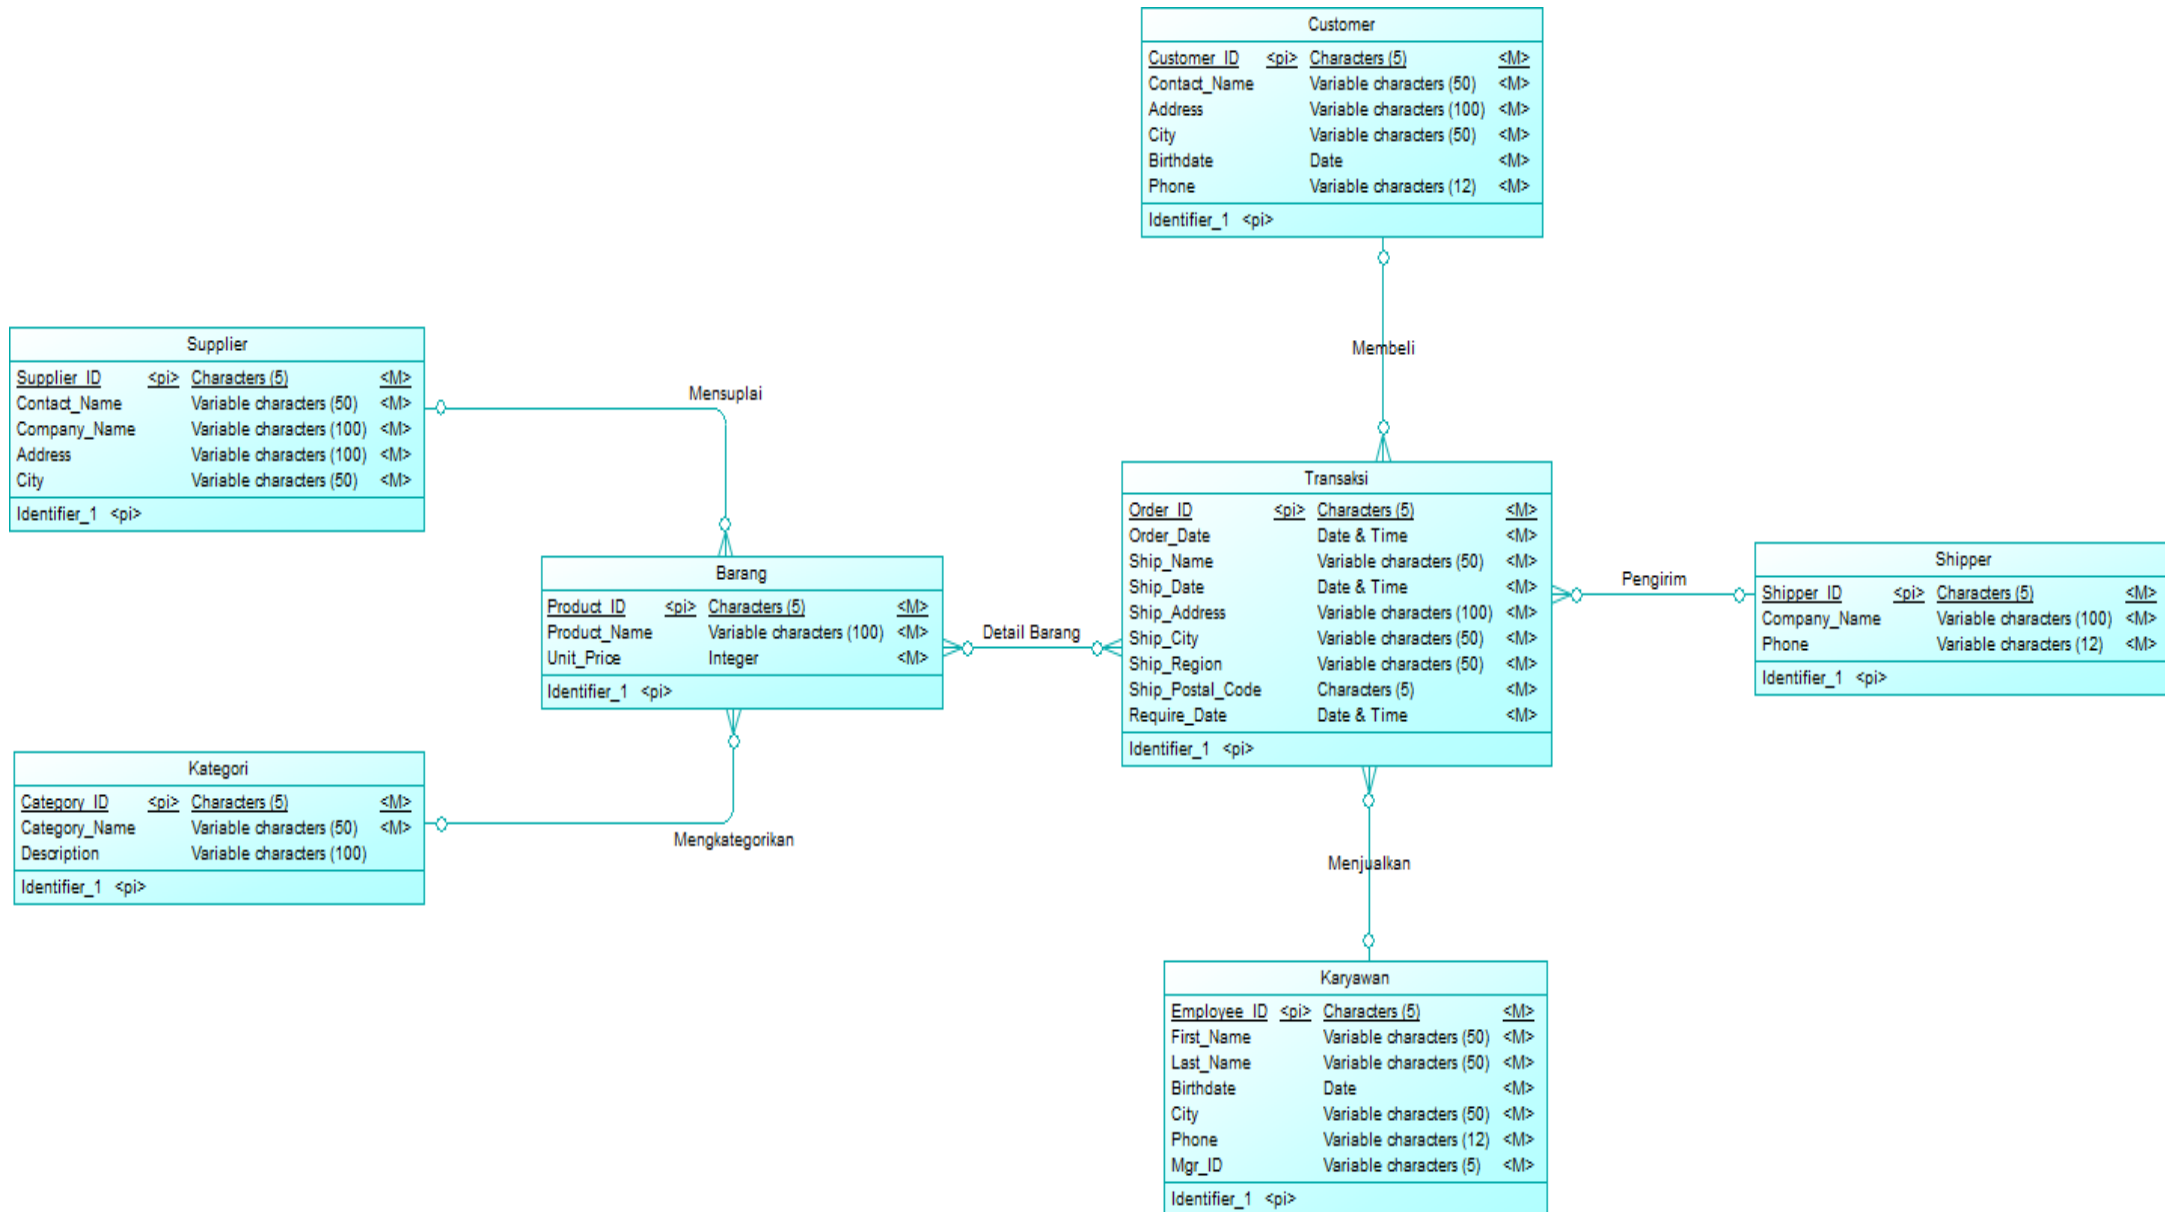 Customer
Customer_ID <pi> Characters (5) <M>
Contact_Name Variable characters (50) <M>
Address Variable characters (100) <M>
City Variable characters (50) <M>
Birthdate Date <M>
Phone Variable characters (12) <M>
Identifier_1 <pi>
Membeli
Supplier
Supplier_ID <pi> Characters (5) <M>
Contact_Name Variable characters (50) <M>
Company_Name Variable characters (100) <M>
Address Variable characters (100) <M>
City Variable characters (50) <M>
Identifier_1 <pi>
Mensuplai
Barang
Product_ID <pi> Characters (5) <M>
Product_Name Variable characters (100) <M>
Unit_Price Integer <M>
Identifier_1 <pi>
Detail Barang
Transaksi
Order_ID <pi> Characters (5) <M>
Order_Date Date & Time <M>
Ship_Name Variable characters (50) <M>
Ship_Date Date & Time <M>
Ship_Address Variable characters (100) <M>
Ship_City Variable characters (50) <M>
Ship_Region Variable characters (50) <M>
Ship_Postal_Code Characters (5) <M>
Require_Date Date & Time <M>
Identifier_1 <pi>
Pengirim
Shipper
Shipper_ID <pi> Characters (5) <M>
Company_Name Variable characters (100) <M>
Phone Variable characters (12) <M>
Identifier_1 <pi>
Kategori
Category_ID <pi> Characters (5) <M>
Category_Name Variable characters (50) <M>
Description Variable characters (100)
Identifier_1 <pi>
Mengkategorikan
Menjualkan
Karyawan
Employee_ID <pi> Characters (5) <M>
First_Name Variable characters (50) <M>
Last_Name Variable characters (50) <M>
Birthdate Date <M>
City Variable characters (50) <M>
Phone Variable characters (12) <M>
Mgr_ID Variable characters (5) <M>
Identifier_1 <pi>